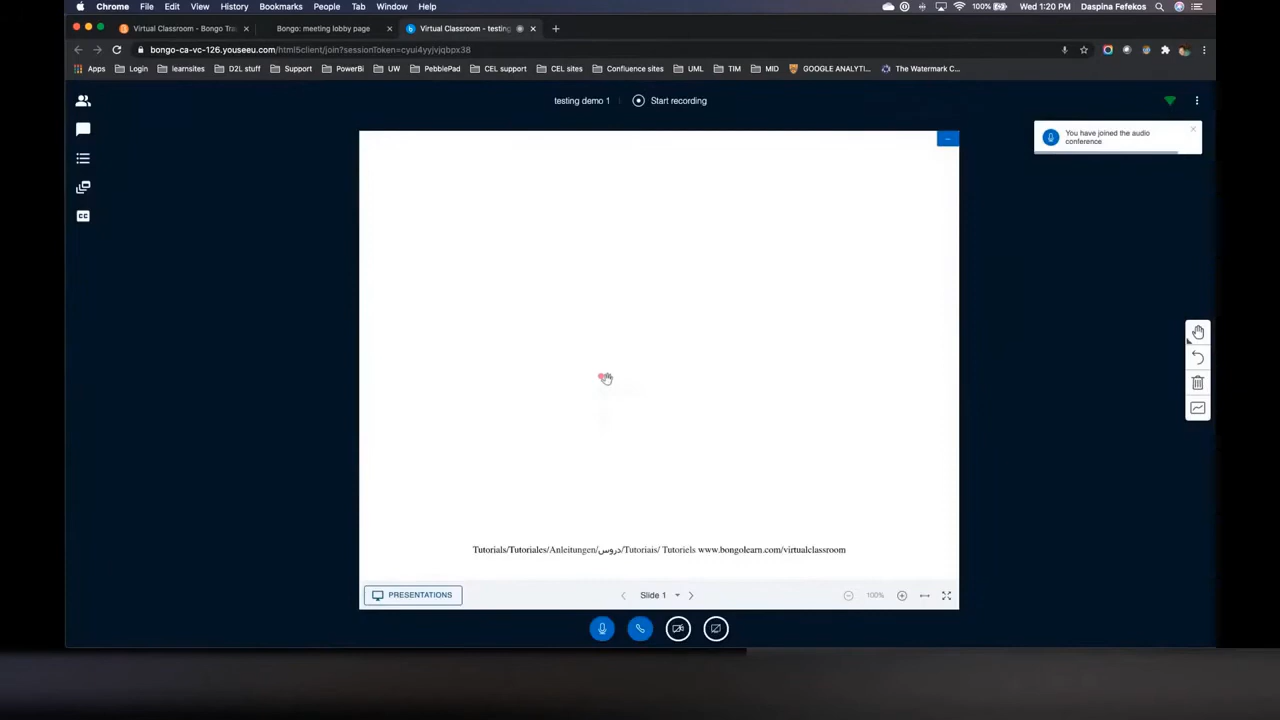 Chrome File Edit View History Bookmarks People Tab Window Help 100% Wed 1:20 PM Daspina Fefekos
Virtual Classroom - Bongo Tra Bongo: meeting lobby page Virtual Classroom - testing
bongo-ca-vc-126.youseeu.com/html5client/join?sessionToken=cyui4yyjvjqbpx38
Apps Login learnsites D2L stuff Support PowerBi UW PebblePad CEL support CEL sites Confluence sites UML TIM MID GOOGLE ANALYTI... The Watermark C...
testing demo 1 Start recording
You have joined the audio
conference
CC
Tutorials/Tutoriales/Anleitungen/دروس/Tutoriais/ Tutoriels www.bongolearn.com/virtualclassroom
PRESENTATIONS Slide 1 100%